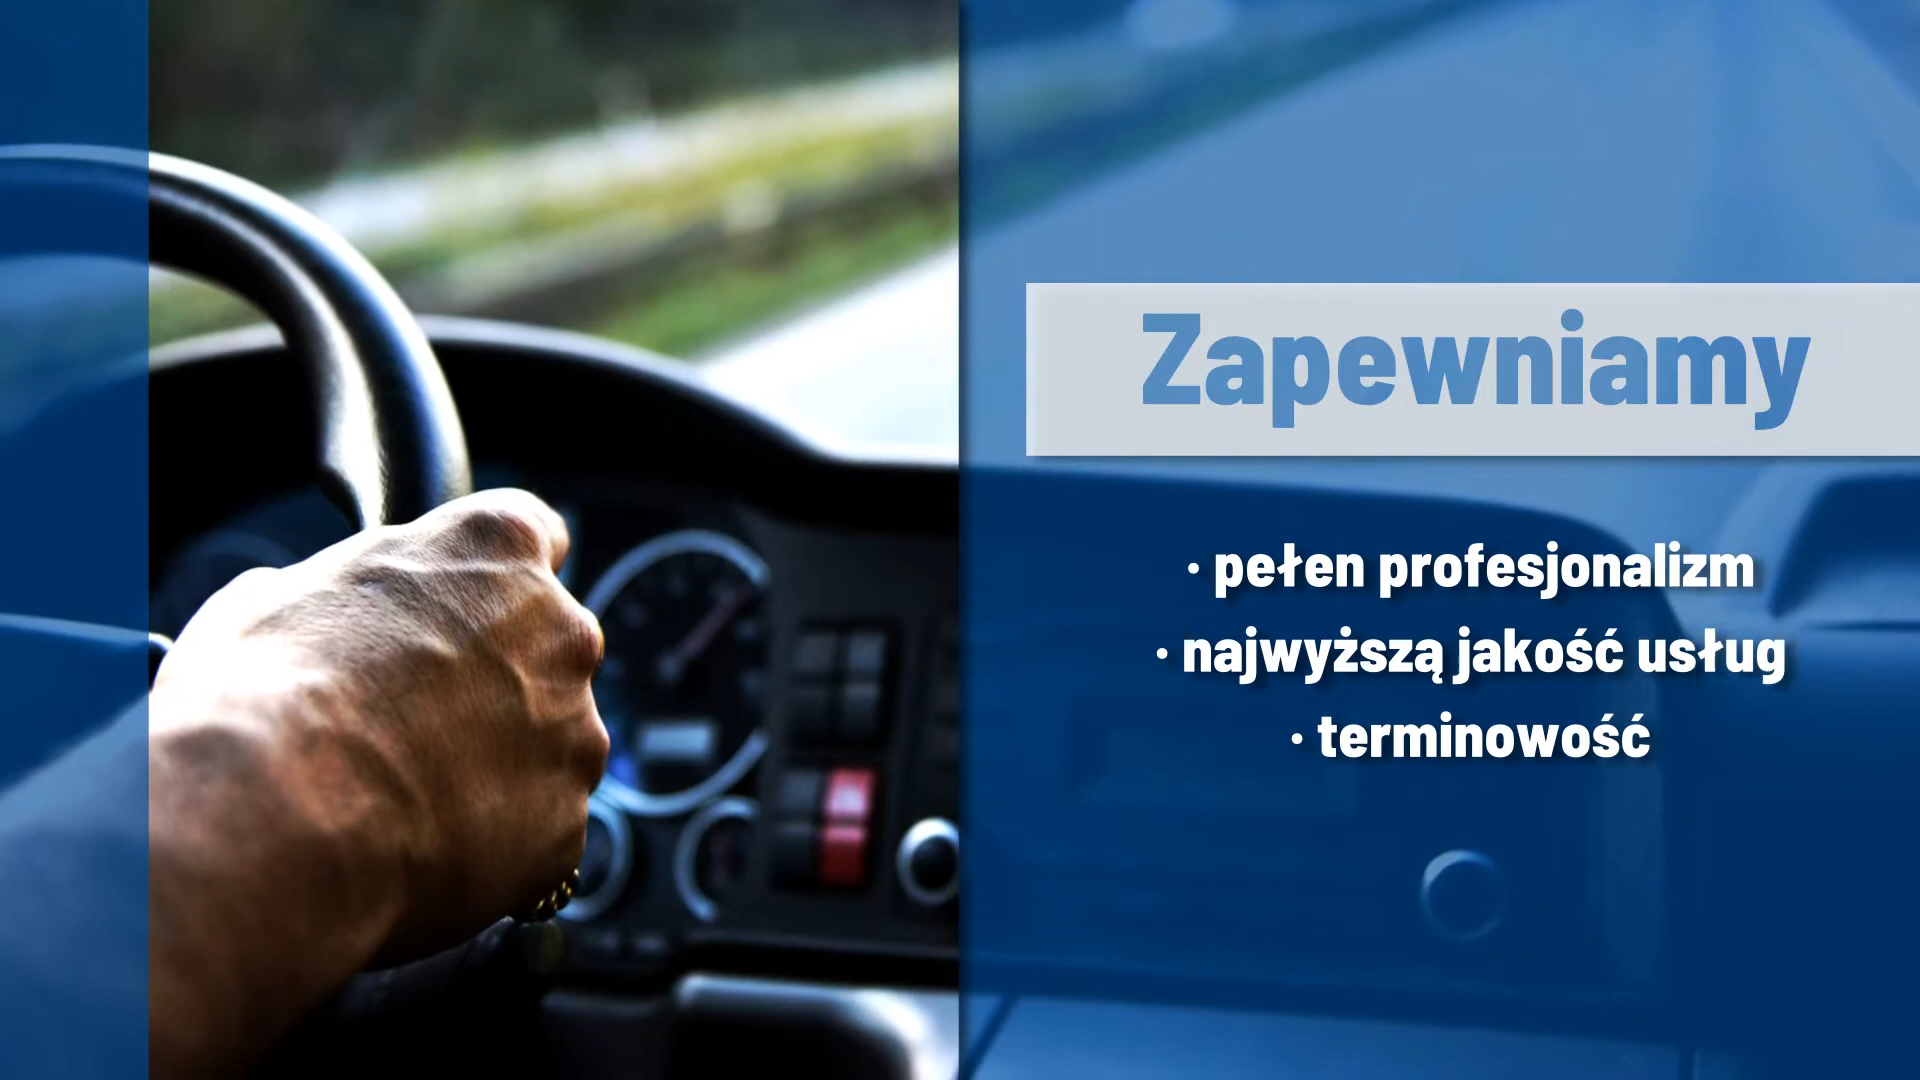 Zapewniamy
· pełen profesjonalizm
· najwyższą jakość usług
· terminowość